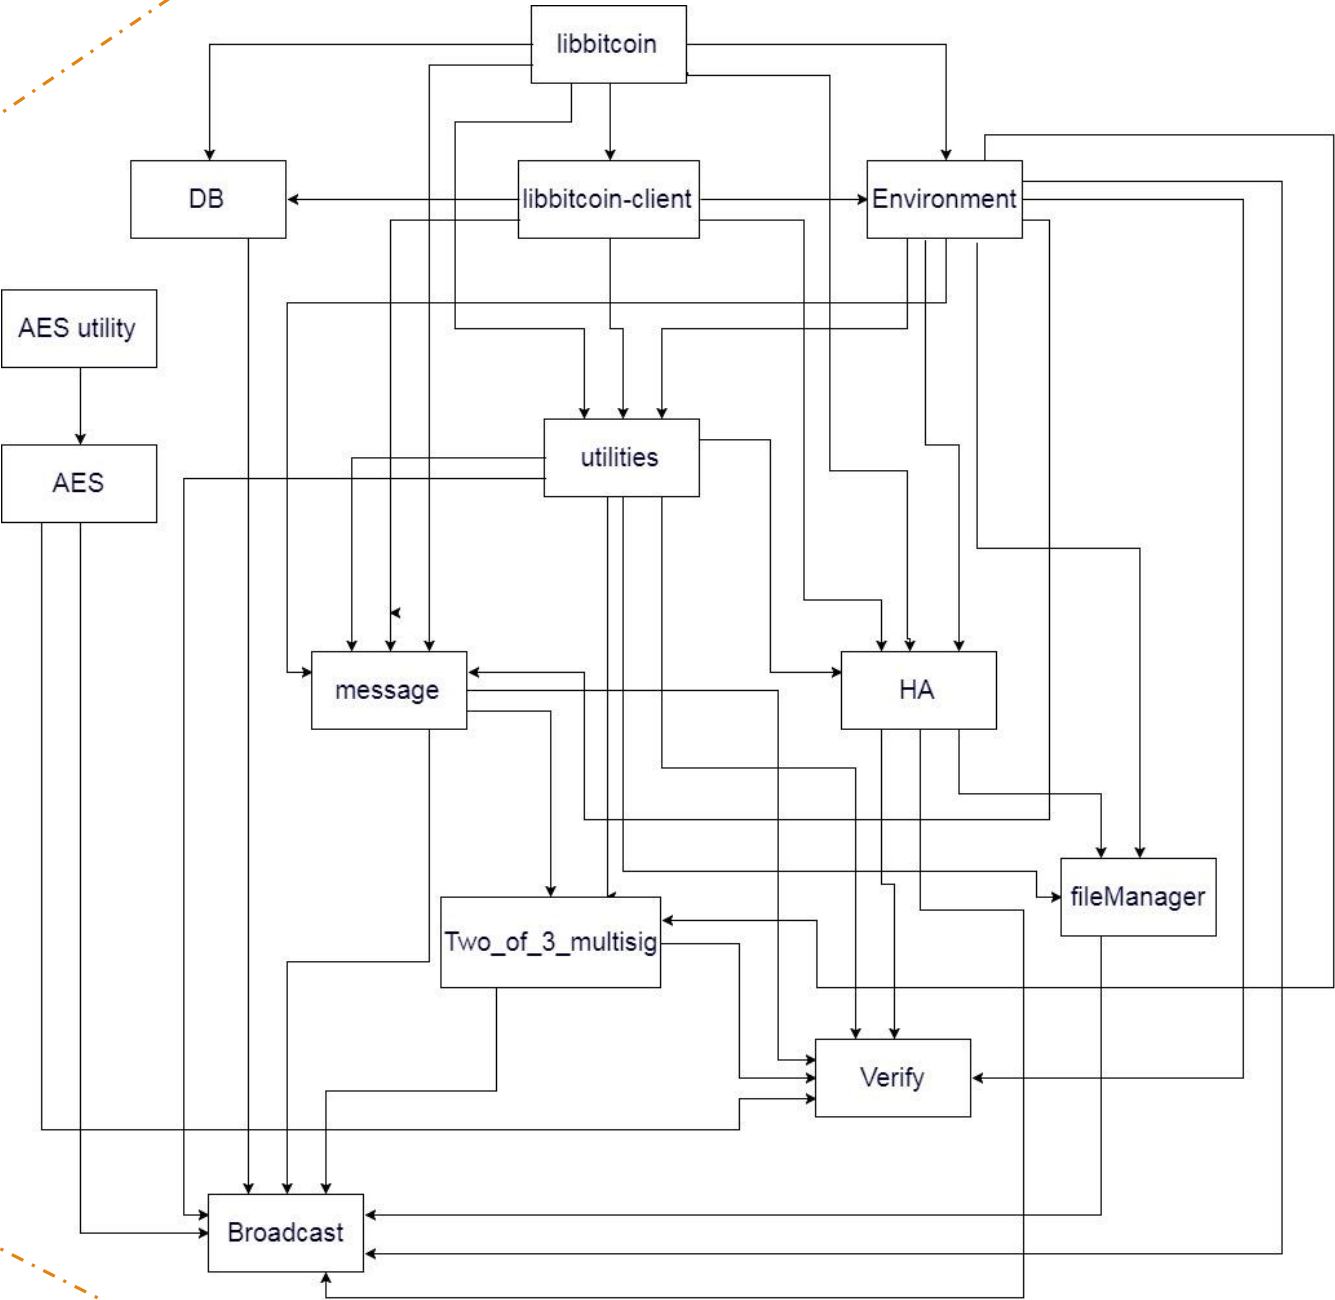 libbitcoin
DB
libbitcoin-client
Environment
AES utility
AES
utilities
message
HA
fileManager
Two_of_3_multisig
Verify
Broadcast